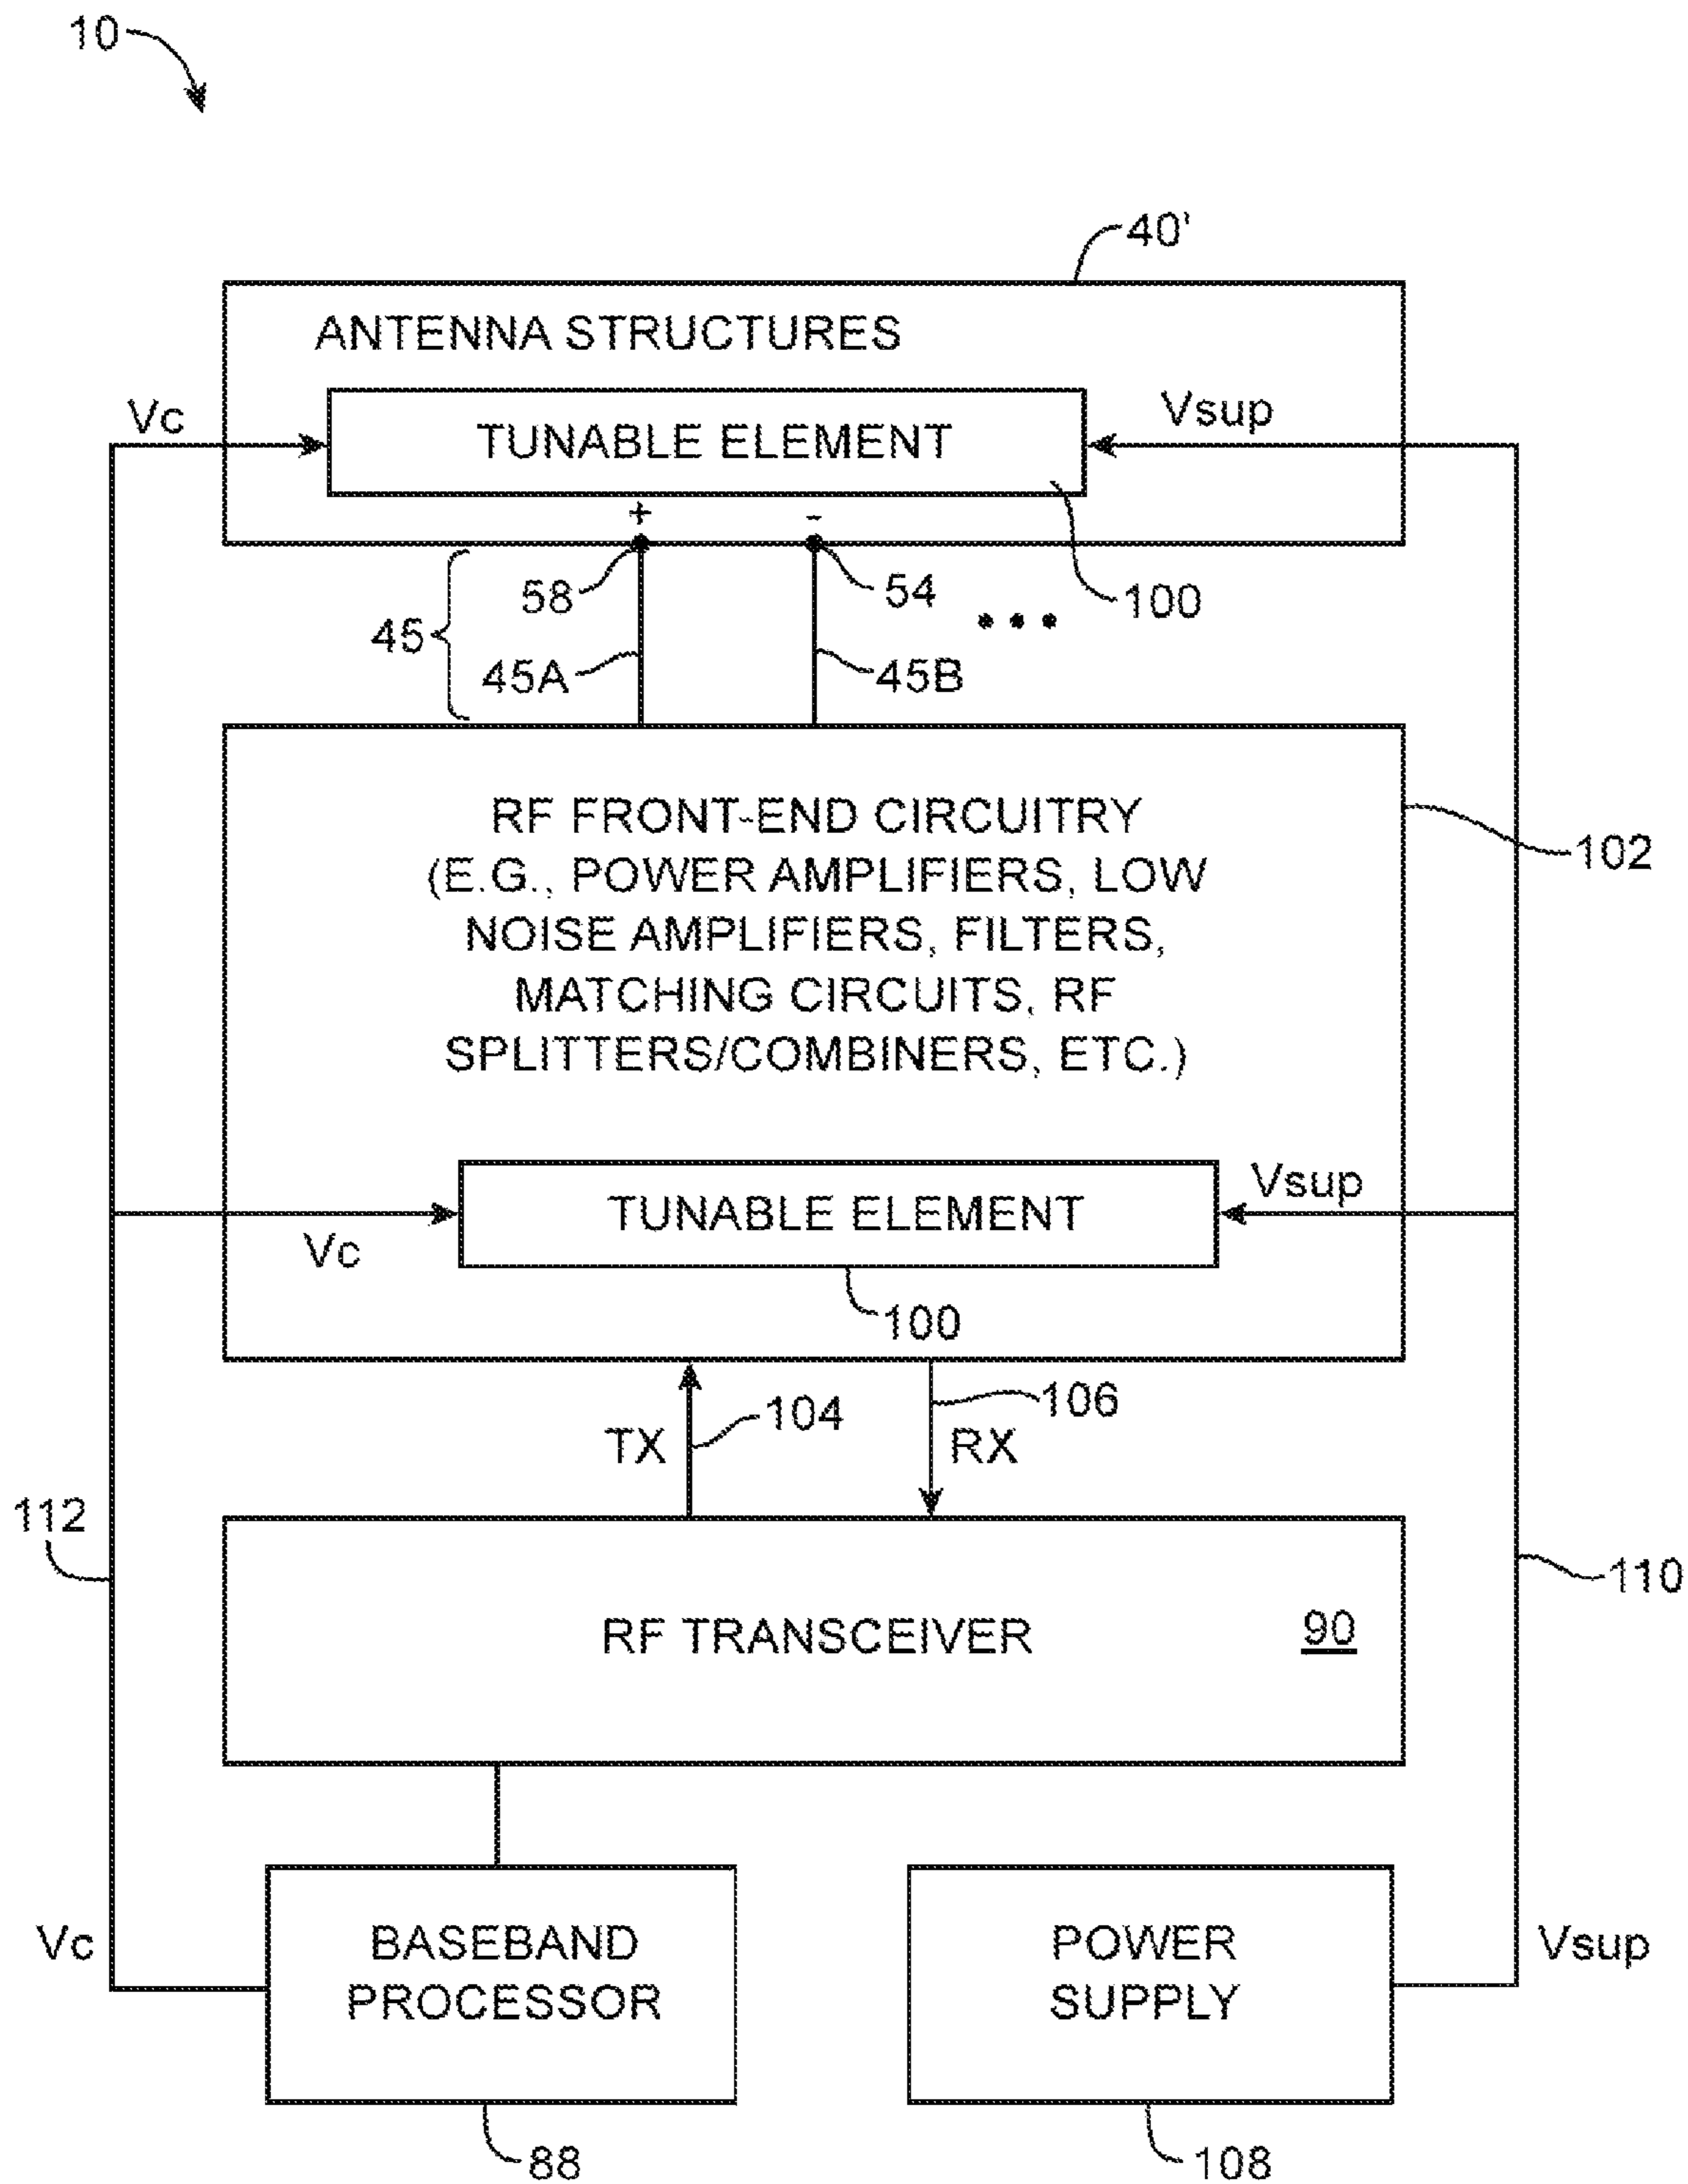 10
40'
ANTENNA STRUCTURES
Vc
Vsup
TUNABLE ELEMENT
+
-
58
54
100
45
45A
45B
RF FRONT-END CIRCUITRY
(E.G., POWER AMPLIFIERS, LOW
NOISE AMPLIFIERS, FILTERS,
MATCHING CIRCUITS, RF
SPLITTERS/COMBINERS, ETC.)
102
Vsup
TUNABLE ELEMENT
Vc
100
104
106
TX
RX
112
110
RF TRANSCEIVER
90
Vc
BASEBAND
PROCESSOR
POWER
SUPPLY
Vsup
88
108